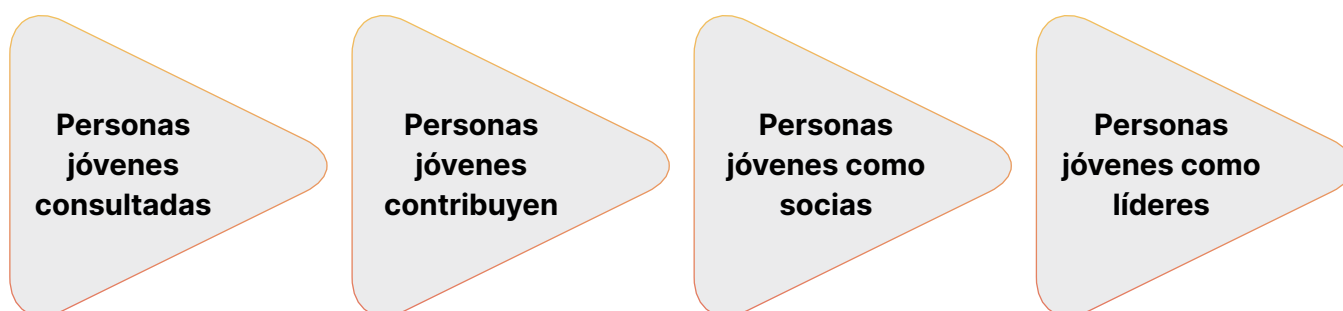 Personas
jóvenes
consultadas
Personas
jóvenes
contribuyen
Personas
jóvenes como
socias
Personas
jóvenes como
líderes